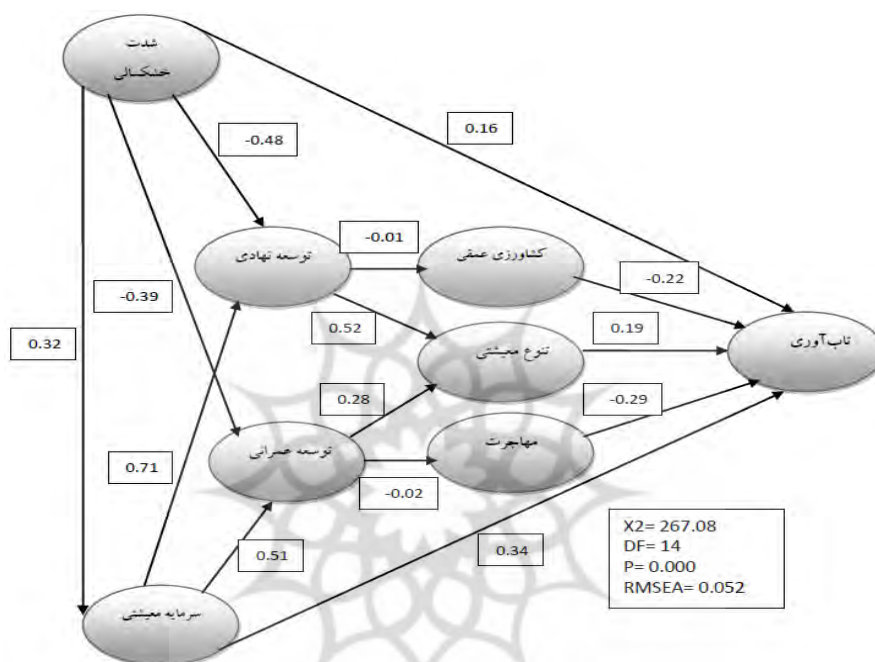 شدت
خشکسالی
0.16
-0.48
توسعه نهادی
-0.01
کشاورزی عمقی
-0.22
-0.39
0.52
0.19
تاب‌آوری
0.32
تنوع معیشتی
0.28
-0.29
توسعه عمرانی
مهاجرت
0.71
-0.02
0.51
0.34
X2= 267.08
DF= 14
P= 0.000
RMSEA= 0.052
سرمایه معیشتی